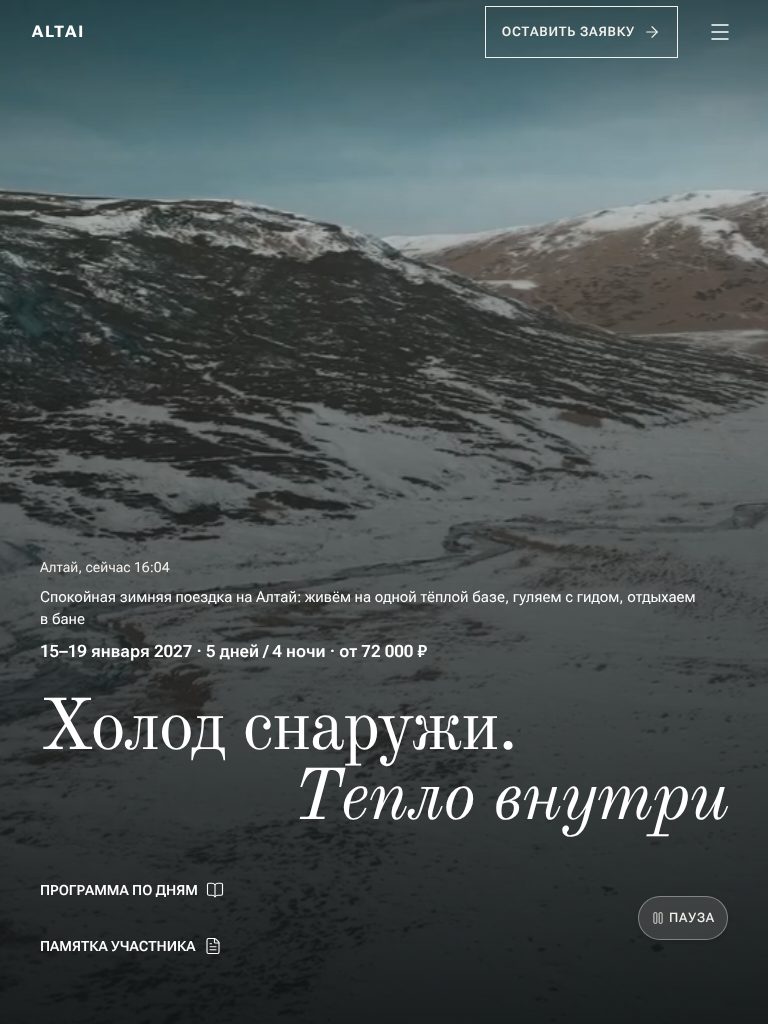 ALTAI
ОСТАВИТЬ ЗАЯВКУ
Алтай, сейчас 16:04
Спокойная зимняя поездка на Алтай: живём на одной тёплой базе, гуляем с гидом, отдыхаем
в бане
15–19 января 2027 · 5 дней / 4 ночи · от 72 000 ₽
Холод снаружи.
Тепло внутри
ПРОГРАММА ПО ДНЯМ
ПАУЗА
ПАМЯТКА УЧАСТНИКА